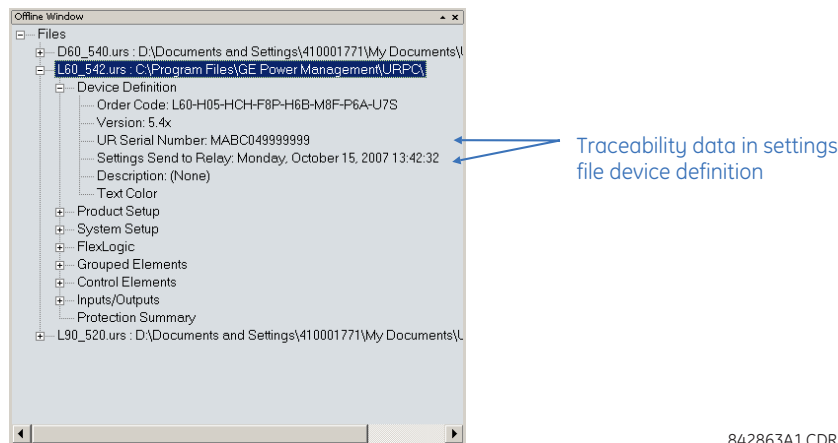 Offline Window
Files
D60_540.urs : D:\Documents and Settings\410001771\My Documents\
L60_542.urs : C:\Program Files\GE Power Management\URPC\
Device Definition
Order Code: L60-H05-HCH-F8P-H6B-M8F-P6A-U7S
Version: 5.4x
UR Serial Number: MABC049999999
Settings Send to Relay: Monday, October 15, 2007 13:42:32
Description: (None)
Text Color
Product Setup
System Setup
FlexLogic
Grouped Elements
Control Elements
Inputs/Outputs
Protection Summary
L90_520.urs : D:\Documents and Settings\410001771\My Documents\
Traceability data in settings
file device definition
842863A1.CDR